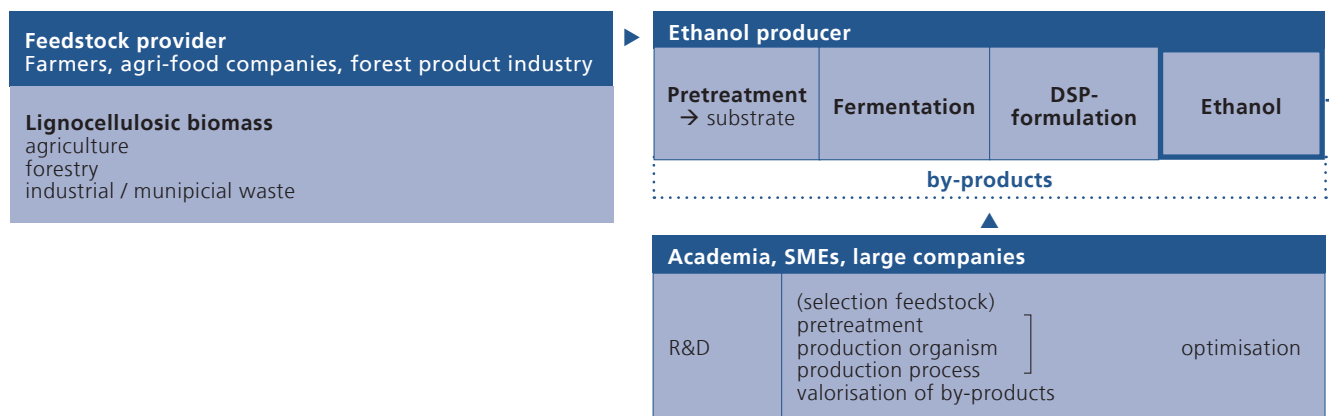 Feedstock provider
Farmers, agri-food companies, forest product industry
Lignocellulosic biomass
agriculture
forestry
industrial / munipicial waste
Ethanol producer
Pretreatment
→ substrate
Fermentation
DSP-
formulation
Ethanol
by-products
Academia, SMEs, large companies
R&D
(selection feedstock)
pretreatment
production organism
production process
valorisation of by-products
optimisation